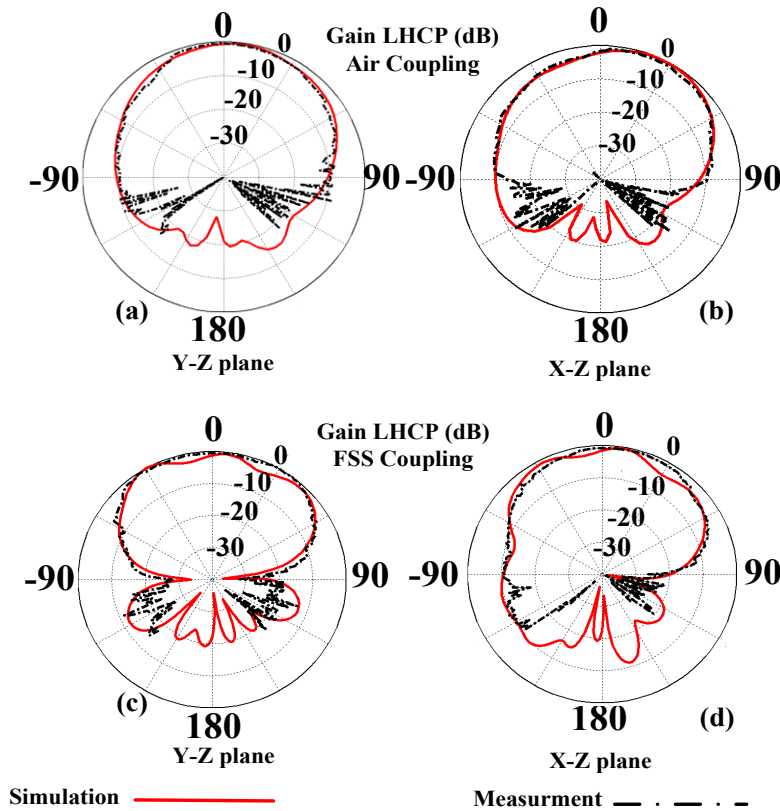 0
0
Gain LHCP (dB)
Air Coupling
0
0
-10
-20
-30
-10
-20
-30
-90
90
-90
90
(a)
(b)
180
180
Y-Z plane
X-Z plane
0
0
Gain LHCP (dB)
FSS Coupling
0
0
-10
-20
-30
-10
-20
-30
-90
90
-90
90
(c)
(d)
180
180
Y-Z plane
X-Z plane
Simulation
Measurment